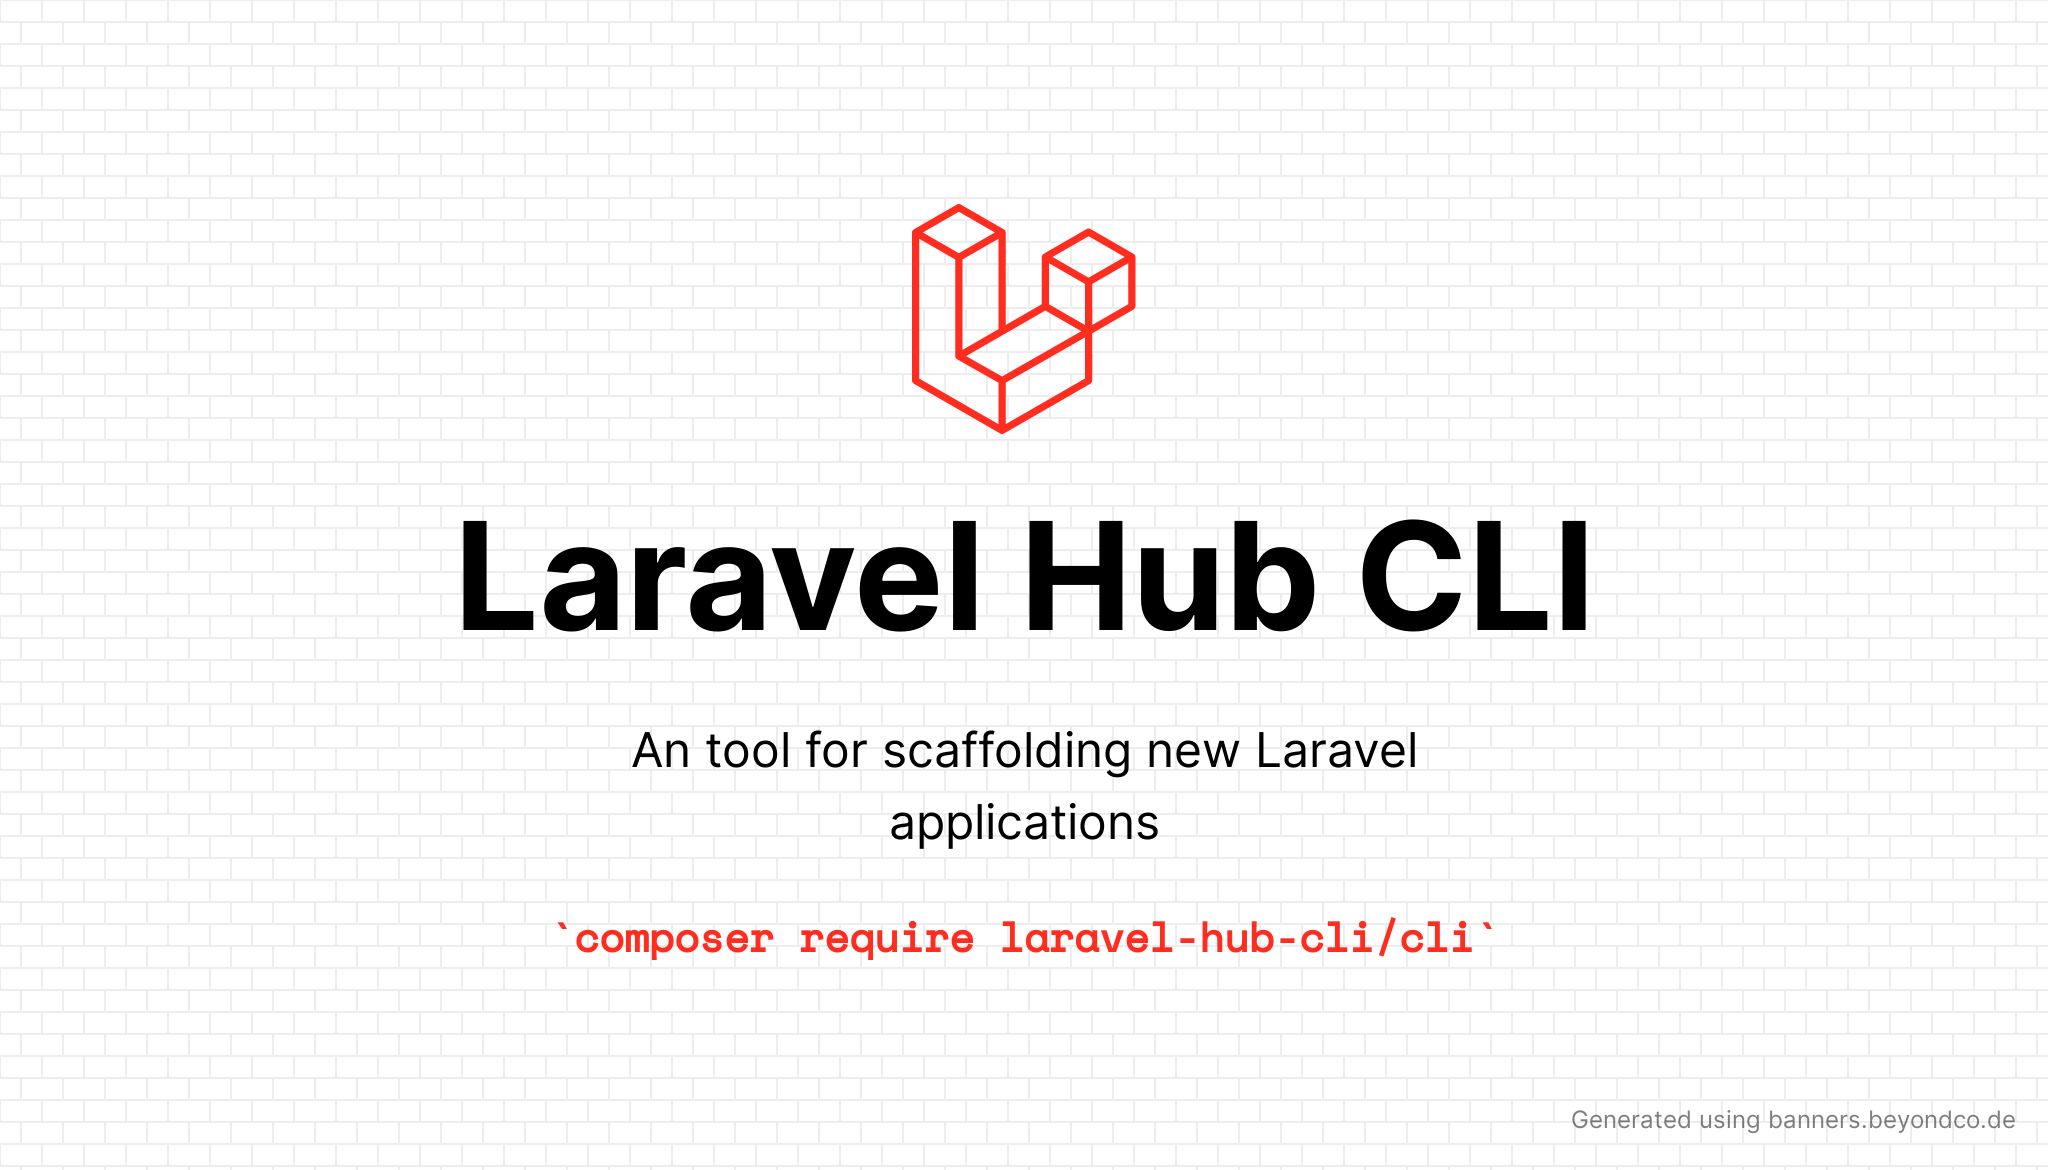 Laravel Hub CLI
An tool for scaffolding new Laravel
applications
`composer require laravel-hub-cli/cli`
Generated using banners.beyondco.de